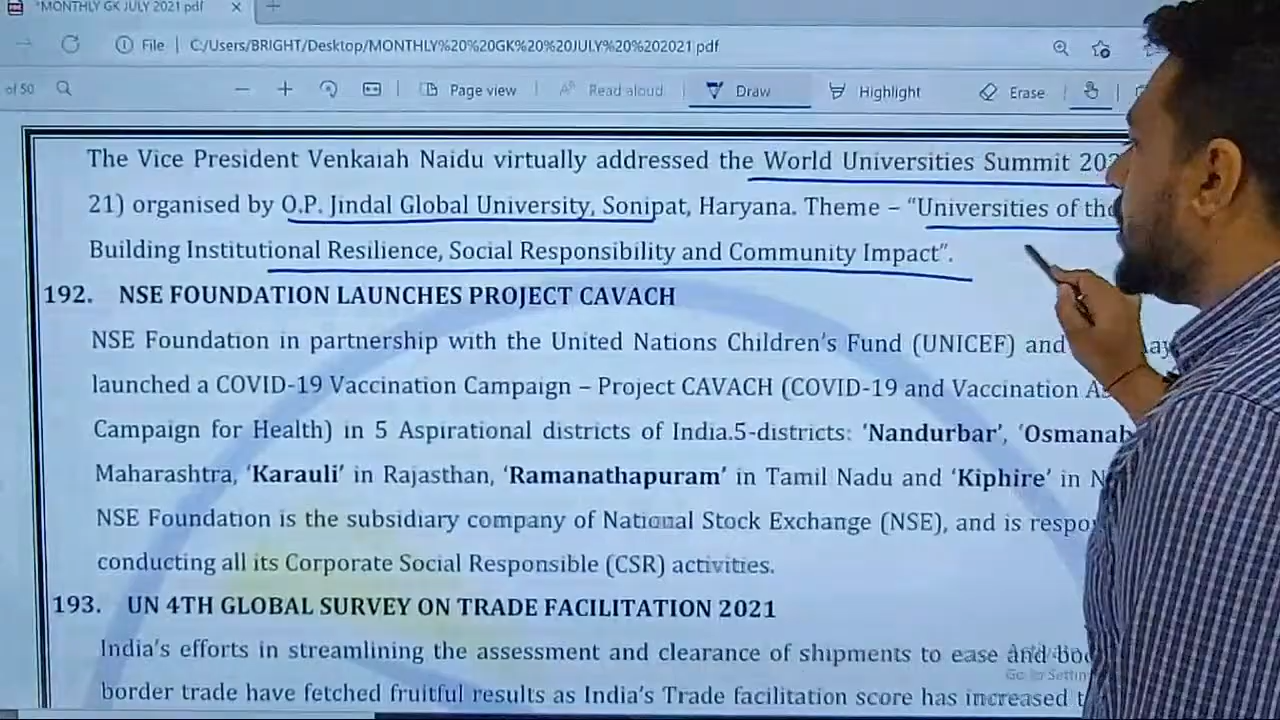 MONTHLY GK JULY 2021 pdf
File C:/Users/BRIGHT/Desktop/MONTHLY%20%20GK%20%20JULY%20%202021 pdf
of 50 Page view Read aloud Draw Highlight Erase
The Vice President Venkaiah Naidu virtually addressed the World Universities Summit 202
21) organised by O.P. Jindal Global University, Sonipat, Haryana. Theme – “Universities of the
Building Institutional Resilience, Social Responsibility and Community Impact”.
192. NSE FOUNDATION LAUNCHES PROJECT CAVACH
NSE Foundation in partnership with the United Nations Children’s Fund (UNICEF) and
launched a COVID-19 Vaccination Campaign – Project CAVACH (COVID-19 and Vaccination
Campaign for Health) in 5 Aspirational districts of India.5-districts: ‘Nandurbar’, ‘Osmanab
Maharashtra, ‘Karauli’ in Rajasthan, ‘Ramanathapuram’ in Tamil Nadu and ‘Kiphire’ in N
NSE Foundation is the subsidiary company of National Stock Exchange (NSE), and is respo
conducting all its Corporate Social Responsible (CSR) activities.
193. UN 4TH GLOBAL SURVEY ON TRADE FACILITATION 2021
India’s efforts in streamlining the assessment and clearance of shipments to ease and
border trade have fetched fruitful results as India’s Trade facilitation score has increased